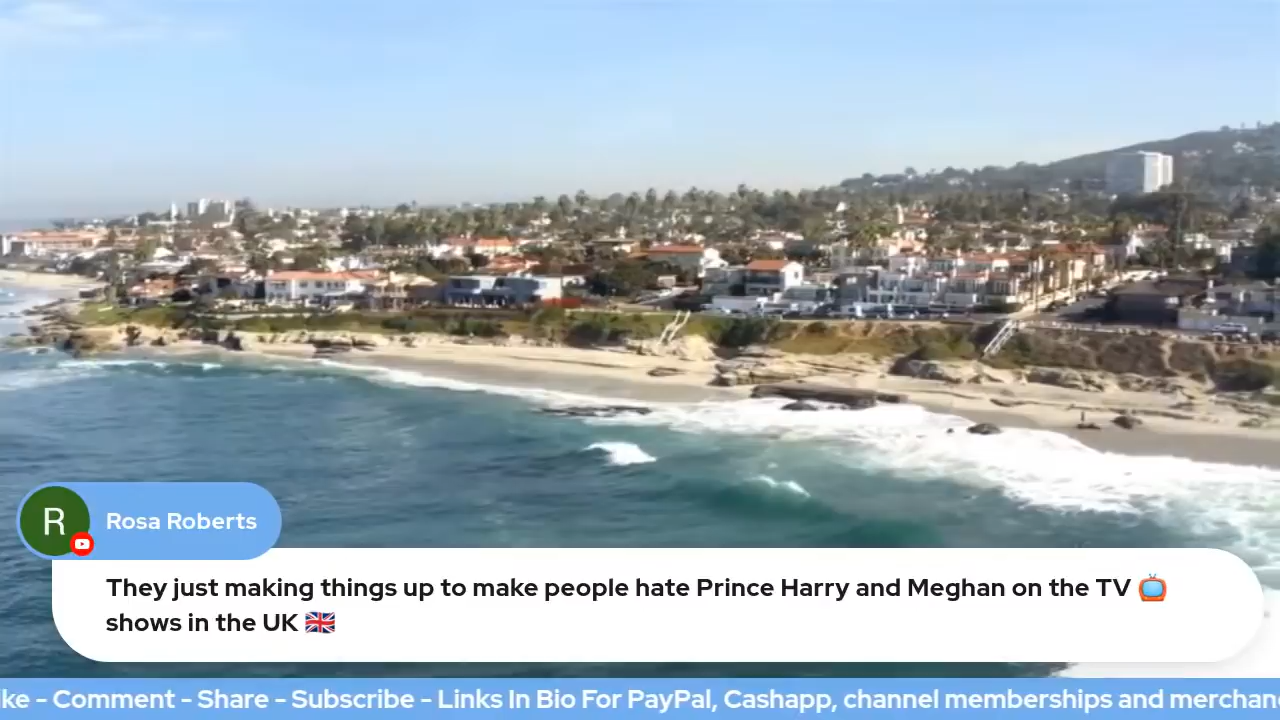 R
Rosa Roberts
They just making things up to make people hate Prince Harry and Meghan on the TV 📺
shows in the UK 🇬🇧
ke - Comment - Share - Subscribe - Links In Bio For PayPal, Cashapp, channel memberships and merchan